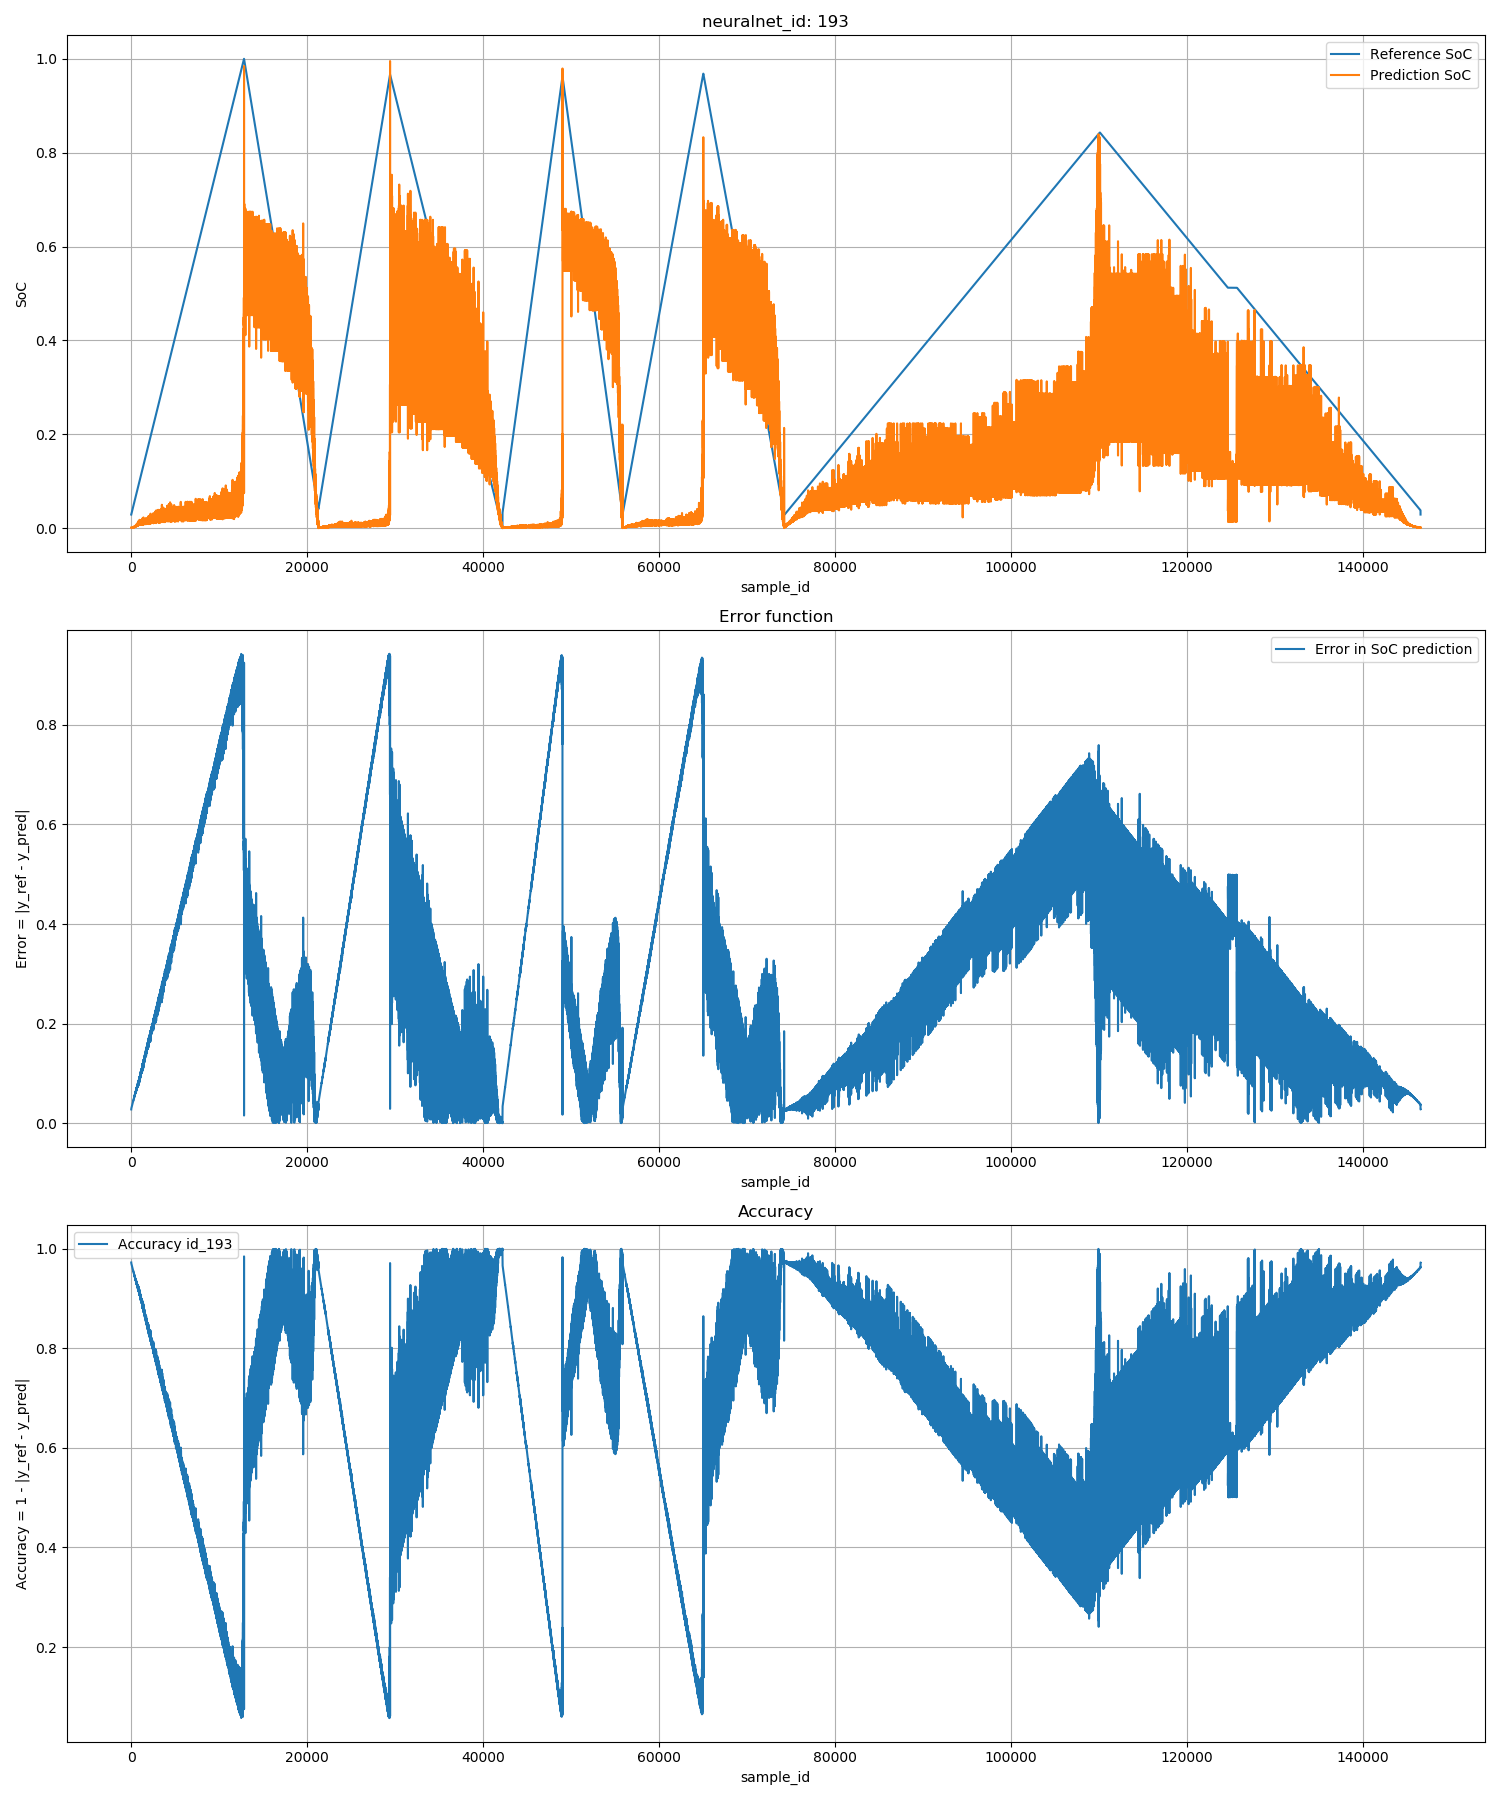 neuralnet_id: 193
Reference SoC
Prediction SoC
SoC
1.0
0.8
0.6
0.4
0.2
0.0
0 20000 40000 60000 80000 100000 120000 140000
sample_id
Error function
Error in SoC prediction
Error = |y_ref - y_pred|
0.8
0.6
0.4
0.2
0.0
0 20000 40000 60000 80000 100000 120000 140000
sample_id
Accuracy
Accuracy id_193
Accuracy = 1 - |y_ref - y_pred|
1.0
0.8
0.6
0.4
0.2
0 20000 40000 60000 80000 100000 120000 140000
sample_id